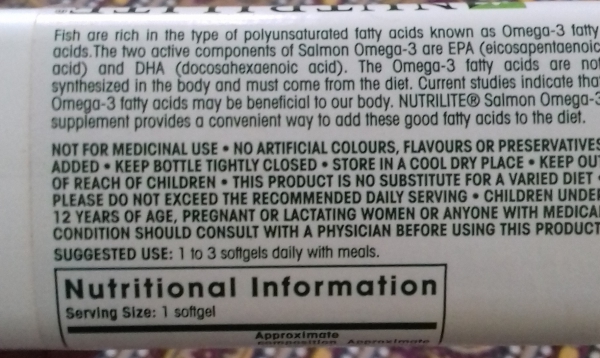 Fish are rich in the type of polyunsaturated fatty acids known as Omega-3 fatty
acids.The two active components of Salmon Omega-3 are EPA (eicosapentaenoic
acid) and DHA (docosahexaenoic acid). The Omega-3 fatty acids are not
synthesized in the body and must come from the diet. Current studies indicate tha
Omega-3 fatty acids may be beneficial to our body. NUTRILITE® Salmon Omega-3
supplement provides a convenient way to add these good fatty acids to the diet.
NOT FOR MEDICINAL USE • NO ARTIFICIAL COLOURS, FLAVOURS OR PRESERVATIVES
ADDED • KEEP BOTTLE TIGHTLY CLOSED • STORE IN A COOL DRY PLACE • KEEP OUT
OF REACH OF CHILDREN • THIS PRODUCT IS NO SUBSTITUTE FOR A VARIED DIET •
PLEASE DO NOT EXCEED THE RECOMMENDED DAILY SERVING • CHILDREN UNDER
12 YEARS OF AGE, PREGNANT OR LACTATING WOMEN OR ANYONE WITH MEDICA
CONDITION SHOULD CONSULT WITH A PHYSICIAN BEFORE USING THIS PRODUCT
SUGGESTED USE: 1 to 3 softgels daily with meals.
Nutritional Information
Serving Size: 1 softgel
Approximate
composition Approximate